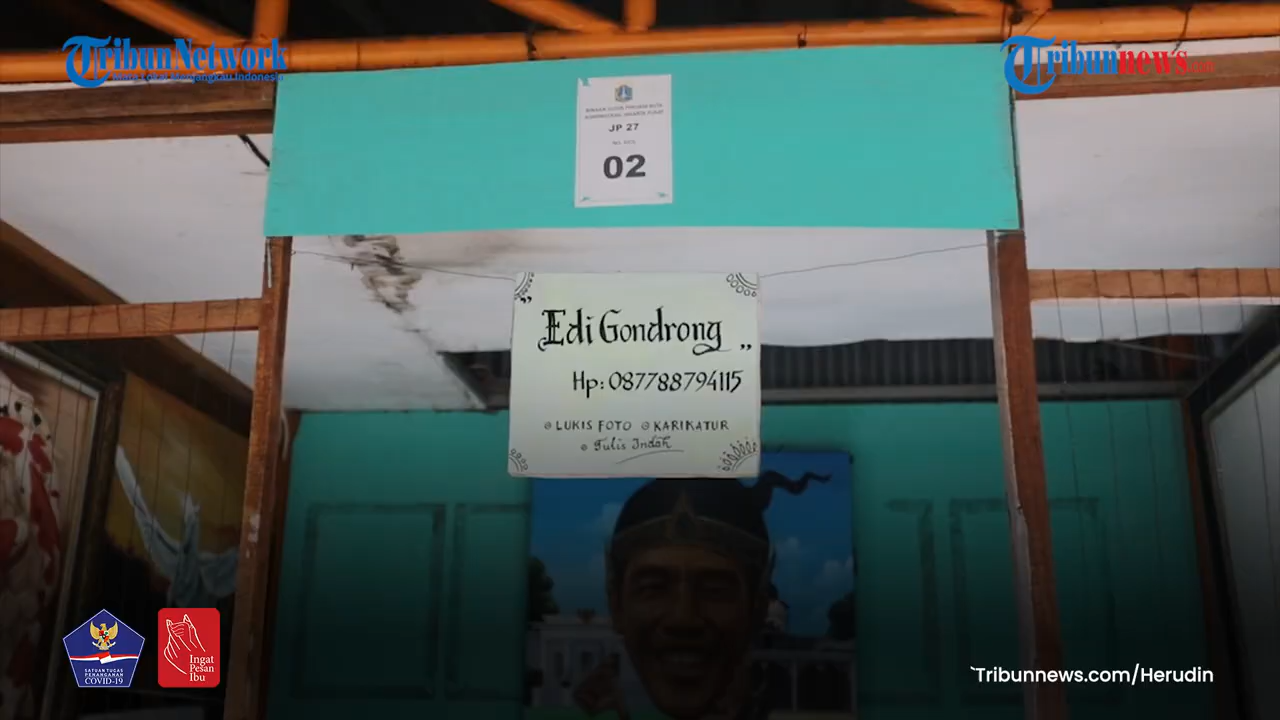 Tribun Network
Tribunnews.com
JP 27
02
Edi Gondrong
Hp: 087788794115
LUKIS FOTO KARIKATUR
Tulis Indah
SATUAN TUGAS
PENANGANAN
COVID-19
Ingat
Pesan
Ibu
Tribunnews.com/Herudin